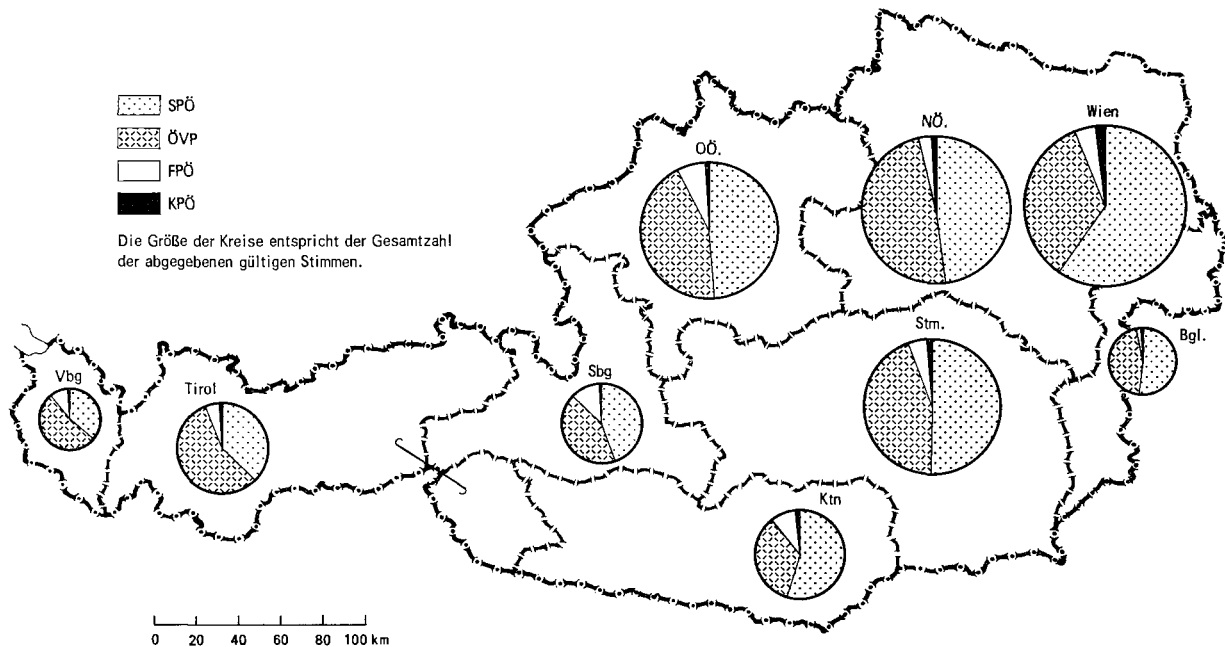 SPÖ
ÖVP
FPÖ
KPÖ
Die Größe der Kreise entspricht der Gesamtzahl
der abgegebenen gültigen Stimmen.
Wien
NÖ.
OÖ.
Stm.
Bgl.
Vbg
Tirol
Sbg
Ktn
0 20 40 60 80 100 km